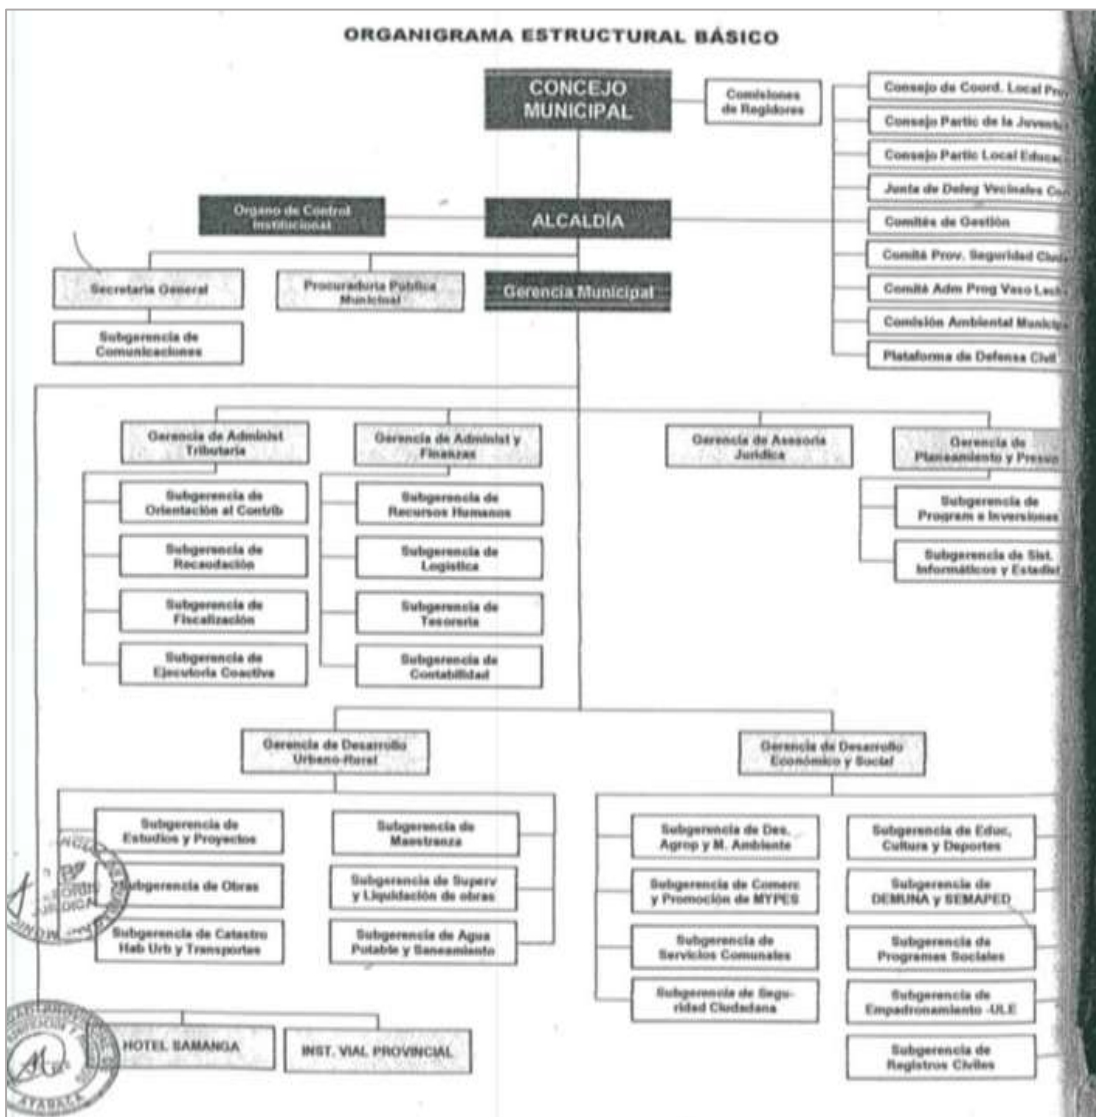 ORGANIGRAMA ESTRUCTURAL BÁSICO
CONCEJO
MUNICIPAL
Comisiones
de Regidores
Consejo de Coord. Local
Consejo Partic de la
Consejo Partic Local
Junta de Deleg Vecinales
Comités de Gestión
Comité Prov. Seguridad
Comité Adm Prog Vaso
Comisión Ambiental
Plataforma de Defensa Civil
Organo de Control
Institucional
ALCALDÍA
Secretaria General
Procuraduria Pública
Municipal
Gerencia Municipal
Subgerencia de
Comunicaciones
Gerencia de Administ
Tributaria
Gerencia de Administ y
Finanzas
Gerencia de Asesoría
Jurídica
Gerencia de
Planeamiento y
Subgerencia de
Orientación al Contrib
Subgerencia de
Recaudación
Subgerencia de
Fiscalización
Subgerencia de
Ejecutoria Coactiva
Subgerencia de
Recursos Humanos
Subgerencia de
Logística
Subgerencia de
Tesoreria
Subgerencia de
Contabilidad
Subgerencia de
Program e Inversiones
Subgerencia de Sist.
Informáticos y Estadist
Gerencia de Desarrollo
Urbano-Rural
Gerencia de Desarrollo
Económico y Social
Subgerencia de
Estudios y Proyectos
Subgerencia de Obras
Subgerencia de Catastro
Hab Urb y Transportes
Subgerencia de
Maestranza
Subgerencia de Superv
y Liquidación de obras
Subgerencia de Agua
Potable y Saneamiento
Subgerencia de Des.
Agrop y M. Ambiente
Subgerencia de Comerc
y Promoción de MYPES
Subgerencia de
Servicios Comunales
Subgerencia de Segu-
ridad Ciudadana
Subgerencia de Educ,
Cultura y Deportes
Subgerencia de
DEMUNA y SEMAPED
Subgerencia de
Programas Sociales
Subgerencia de
Empadronamiento -ULE
Subgerencia de
Registros Civiles
HOTEL SAMANGA
INST. VIAL PROVINCIAL
JURIDICA
AYABACA